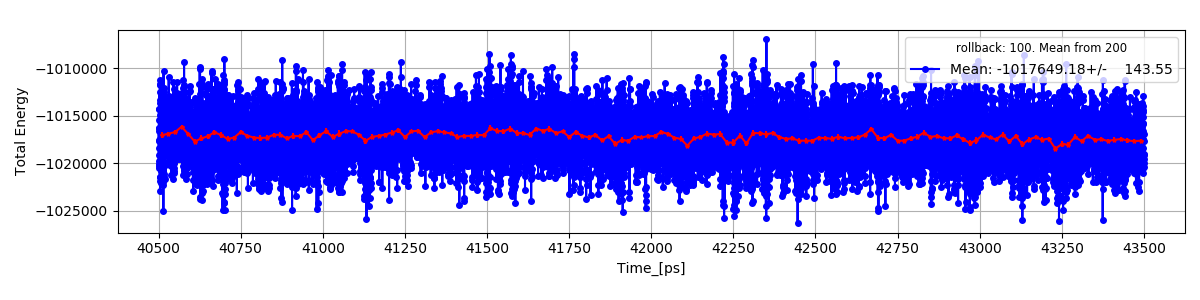 rollback: 100. Mean from 200
Mean: -1017649.18+/-    143.55
Total Energy
−1010000
−1015000
−1020000
−1025000
40500 40750 41000 41250 41500 41750 42000 42250 42500 42750 43000 43250 43500
Time_[ps]